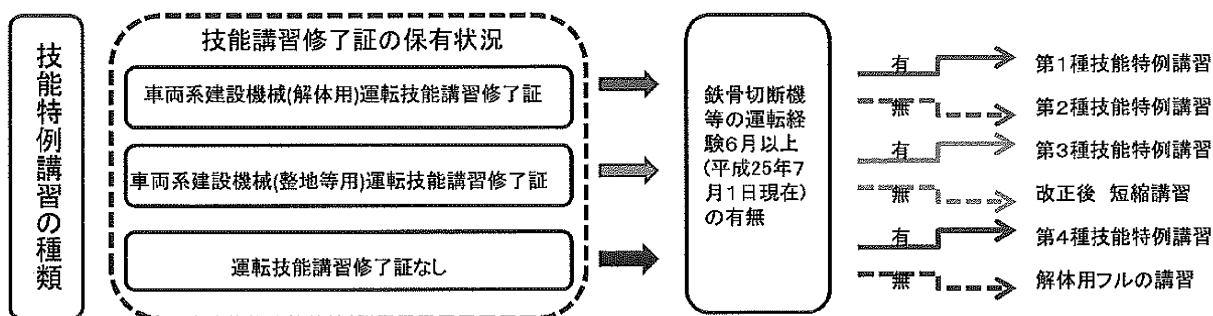 技能特例講習の種類
技能講習修了証の保有状況
車両系建設機械(解体用)運転技能講習修了証
車両系建設機械(整地等用)運転技能講習修了証
運転技能講習修了証なし
鉄骨切断機
等の運転経
験6月以上
(平成25年7
月1日現在)
の有無
有 第1種技能特例講習
無 第2種技能特例講習
有 第3種技能特例講習
無 改正後 短縮講習
有 第4種技能特例講習
無 解体用フルの講習